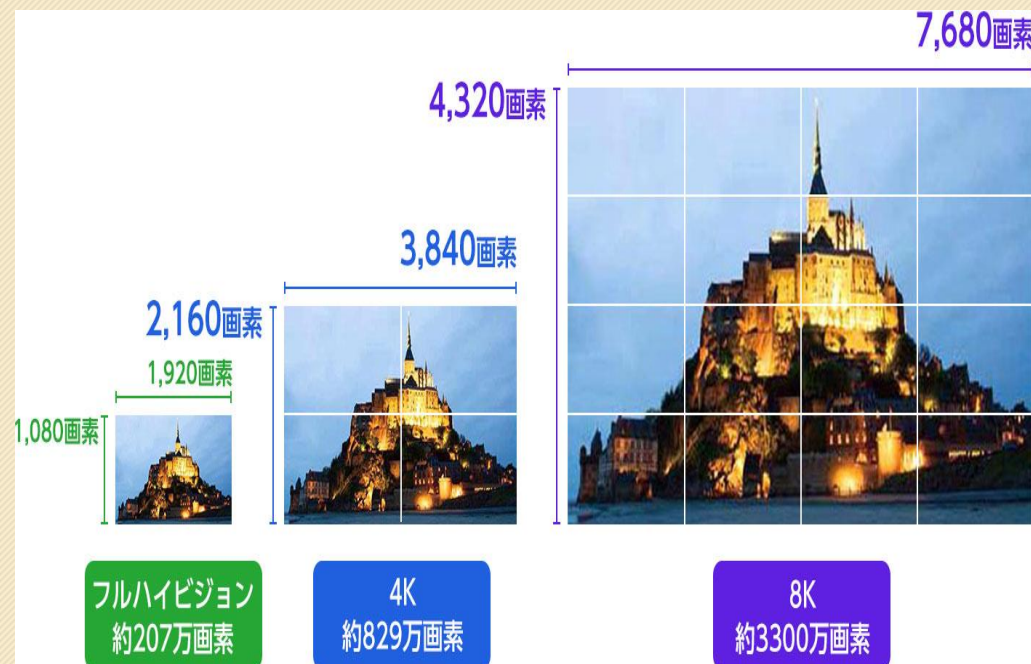 7,680画素
4,320画素
3,840画素
2,160画素
1,920画素
1,080画素
フルハイビジョン
約207万画素
4K
約829万画素
8K
約3300万画素